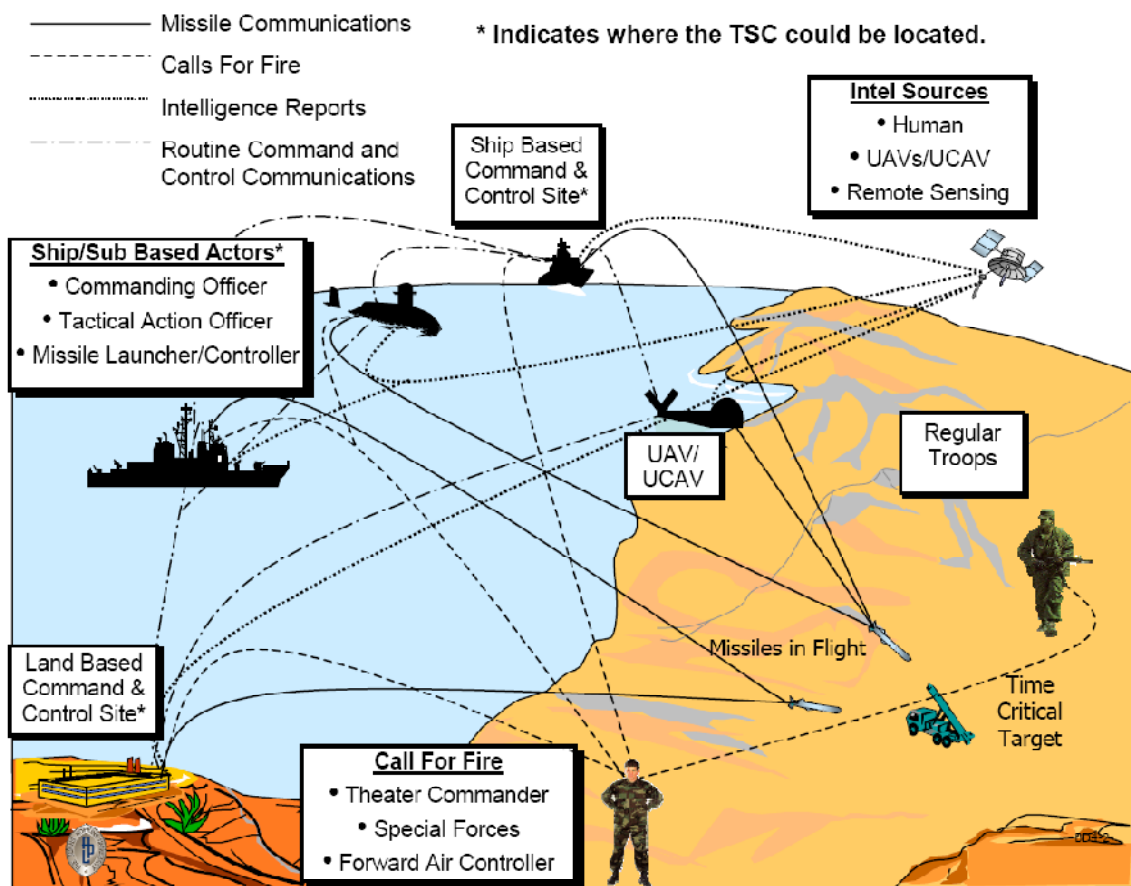 Missile Communications
* Indicates where the TSC could be located.
Calls For Fire
Intelligence Reports
Routine Command and
Control Communications
Ship Based
Command &
Control Site*
Intel Sources
• Human
• UAVs/UCAV
• Remote Sensing
Ship/Sub Based Actors*
• Commanding Officer
• Tactical Action Officer
• Missile Launcher/Controller
UAV/
UCAV
Regular
Troops
Missiles in Flight
Land Based
Command &
Control Site*
Time
Critical
Target
Call For Fire
• Theater Commander
• Special Forces
• Forward Air Controller